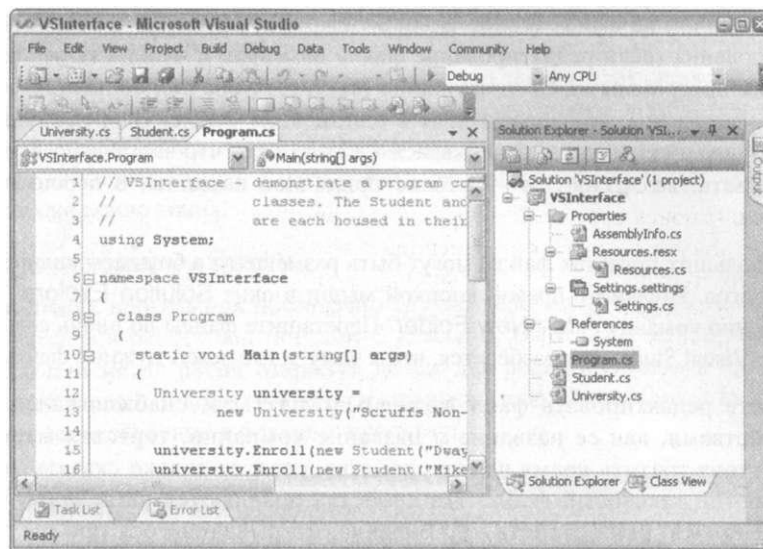 VSInterface - Microsoft Visual Studio
File Edit View Project Build Debug Data Tools Window Community Help
Debug Any CPU
University.cs Student.cs Program.cs
VSInterface.Program Main(string[] args)
1 // VSInterface - demonstrate a program co
2 // classes. The Student and
3 // are each housed in their
4 using System;
5
6 namespace VSInterface
7 {
8 class Program
9 {
10 static void Main(string[] args)
11 {
12 University university =
13 new University("Scruffs Non-
14
15 university.Enroll(new Student("Dway
16 university.Enroll(new Student("Mike
Task List Error List
Ready
Solution Explorer - Solution 'VSI...
Solution 'VSInterface' (1 project)
VSInterface
Properties
AssemblyInfo.cs
Resources.resx
Resources.cs
Settings.settings
Settings.cs
References
System
Program.cs
Student.cs
University.cs
Solution Explorer Class View
Output